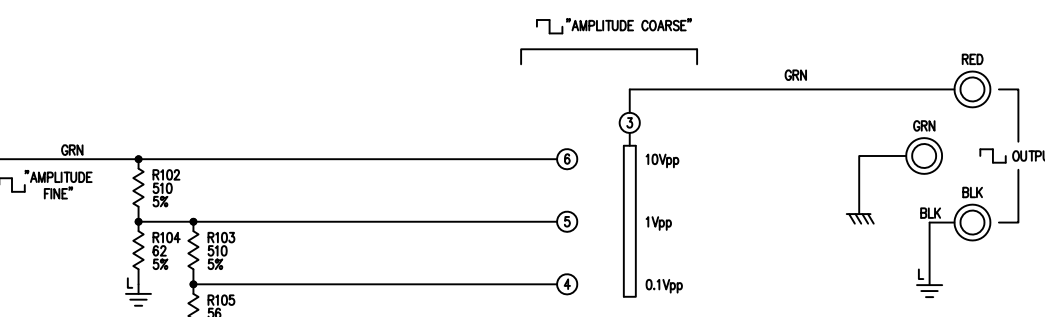 "AMPLITUDE COARSE"
RED
GRN
3
GRN
GRN
6
10Vpp
"AMPLITUDE
FINE"
R102
510
5%
OUTPU
BLK
BLK
5
1Vpp
R104
62
5%
R103
510
5%
L
4
0.1Vpp
L
R105
56